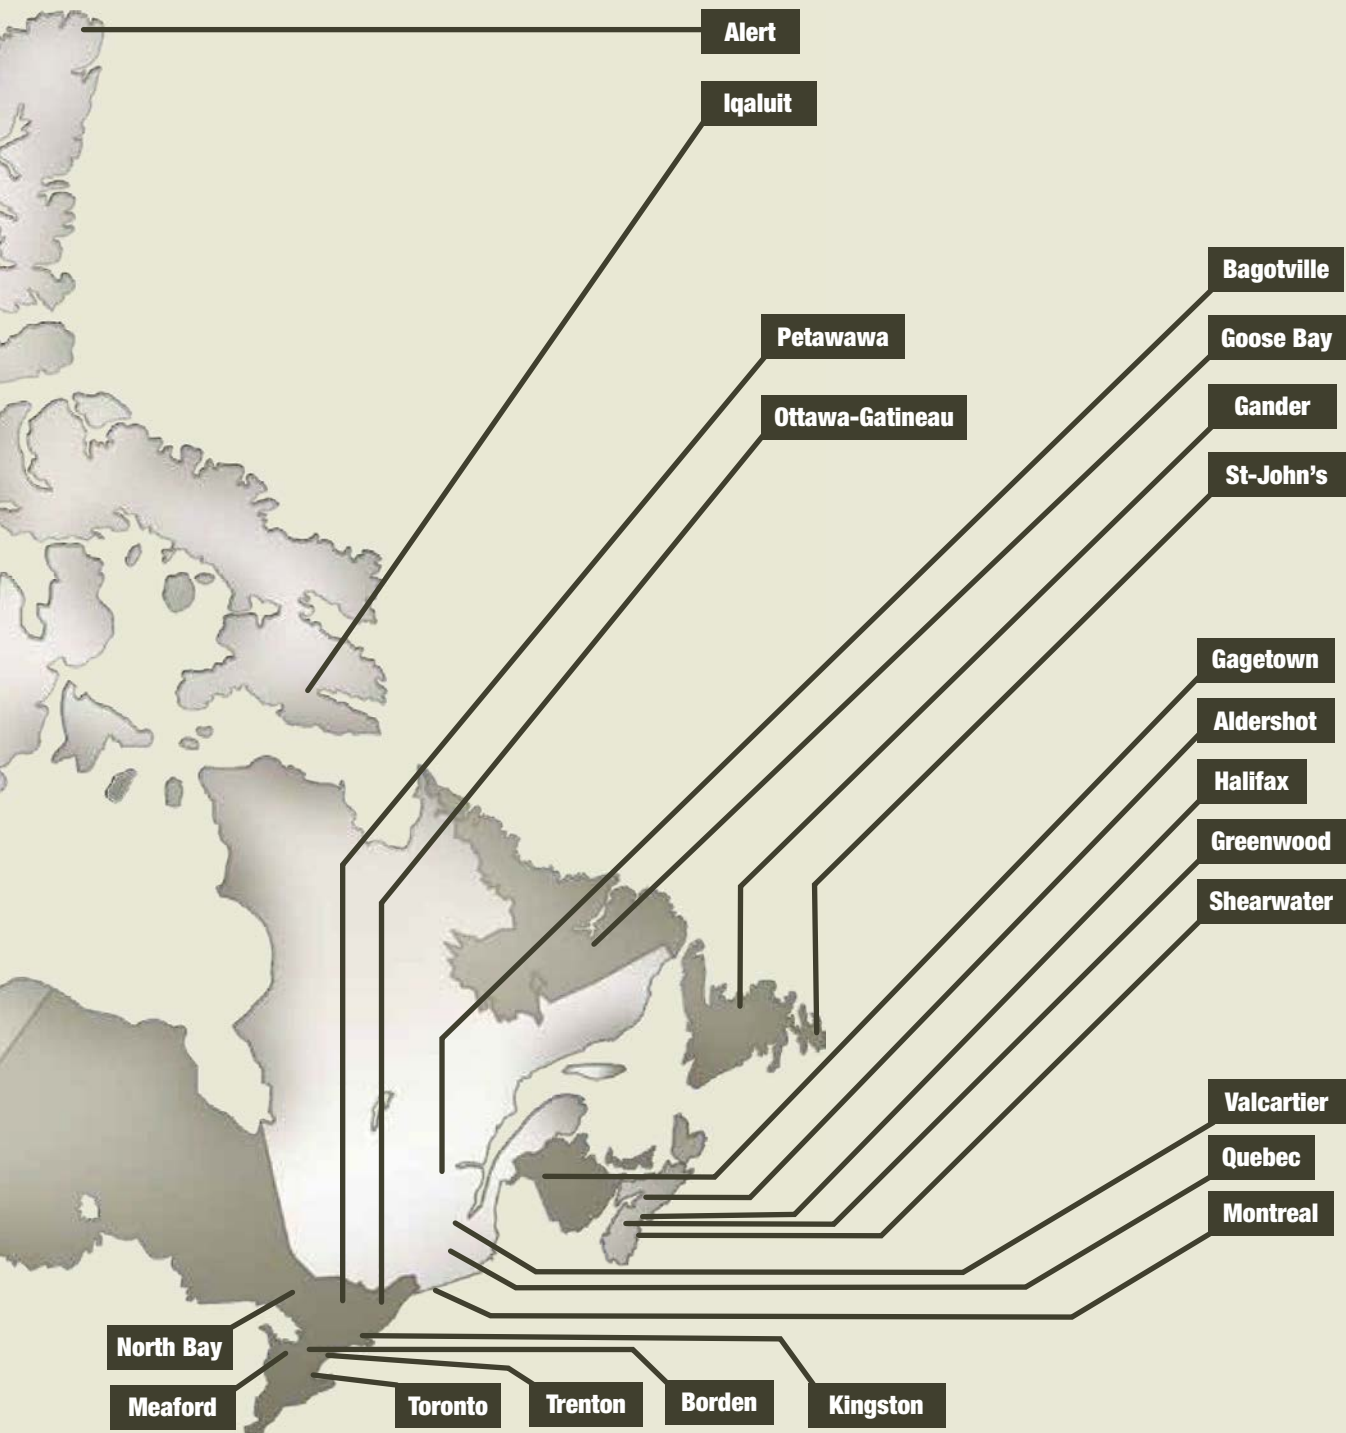 Alert
Iqaluit
Bagotville
Petawawa
Goose Bay
Ottawa-Gatineau
Gander
St-John's
Gagetown
Aldershot
Halifax
Greenwood
Shearwater
Valcartier
Quebec
Montreal
North Bay
Meaford
Toronto
Trenton
Borden
Kingston